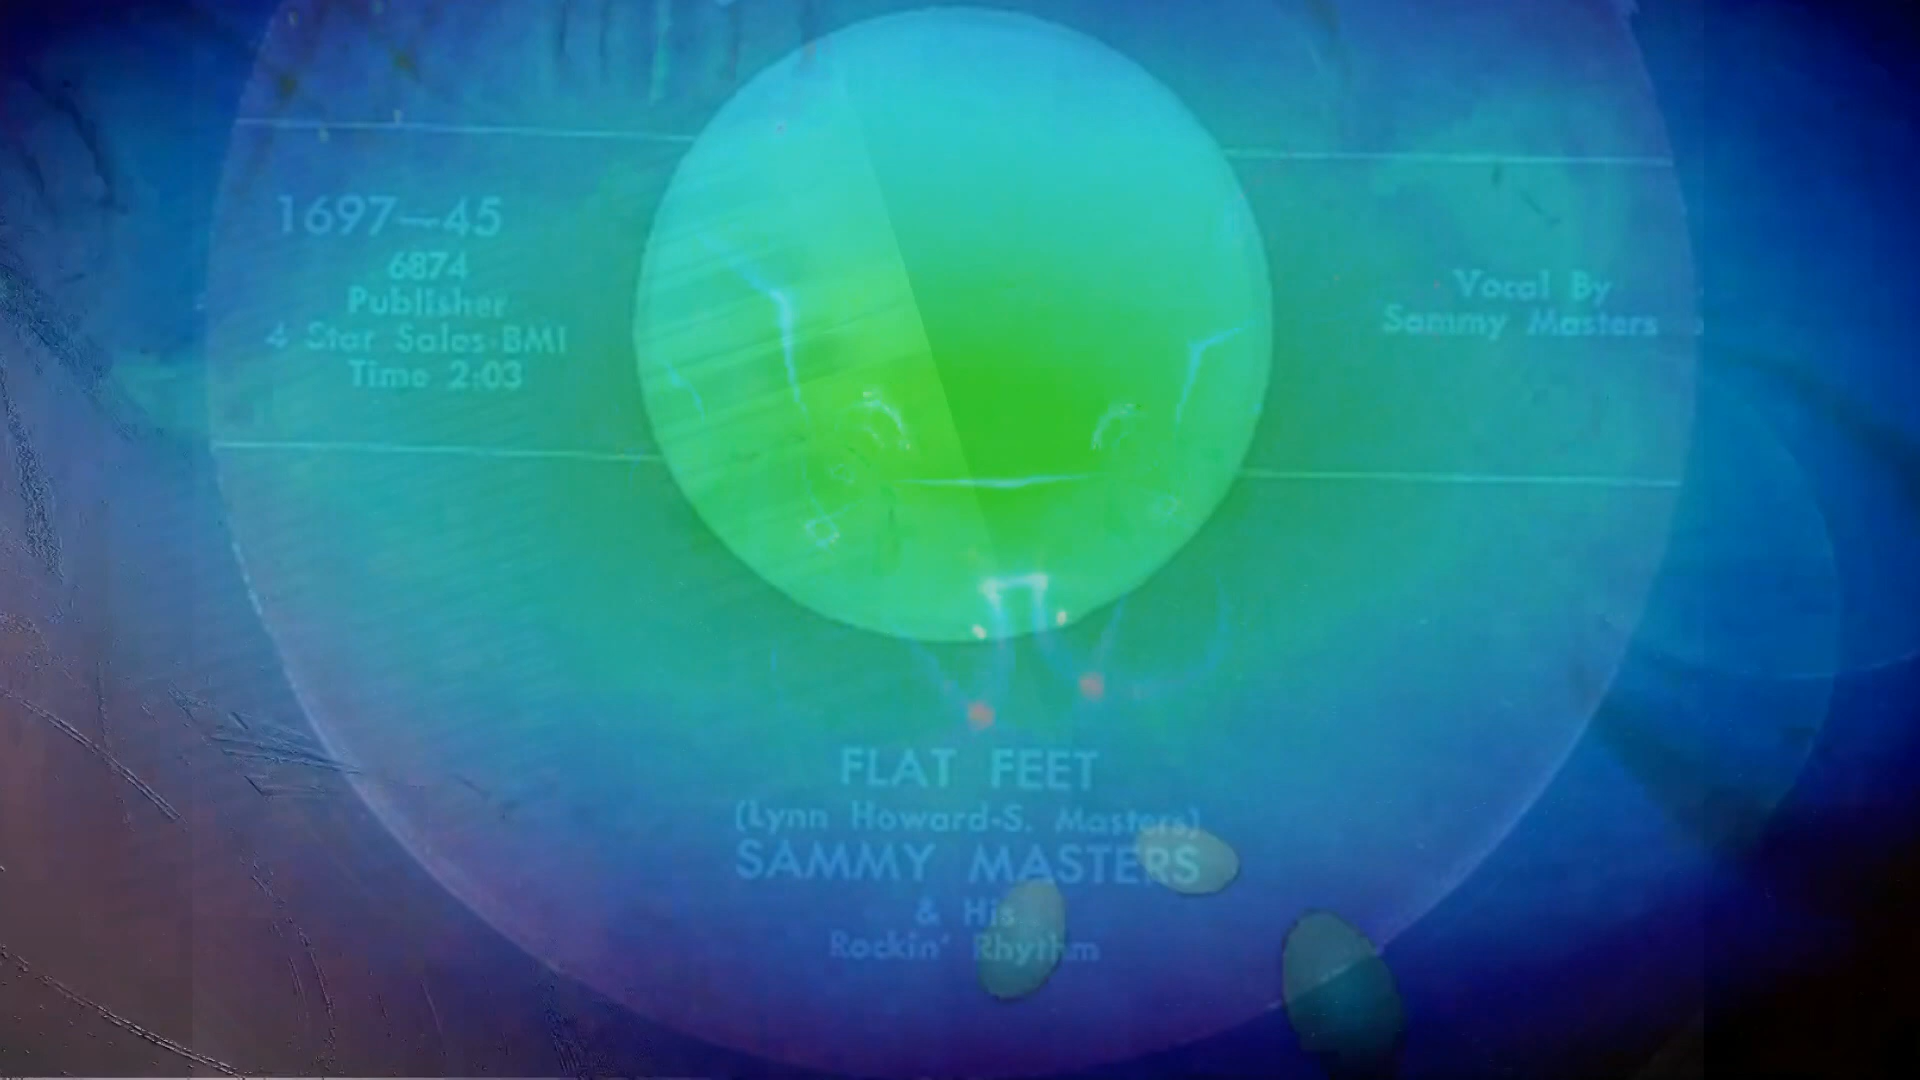 1697—45
6874
Publisher
4 Star Sales-BMI
Time 2:03
Vocal By
Sammy Masters
FLAT FEET
(Lynn Howard-S. Masters)
SAMMY MASTERS
& His
Rockin' Rhythm